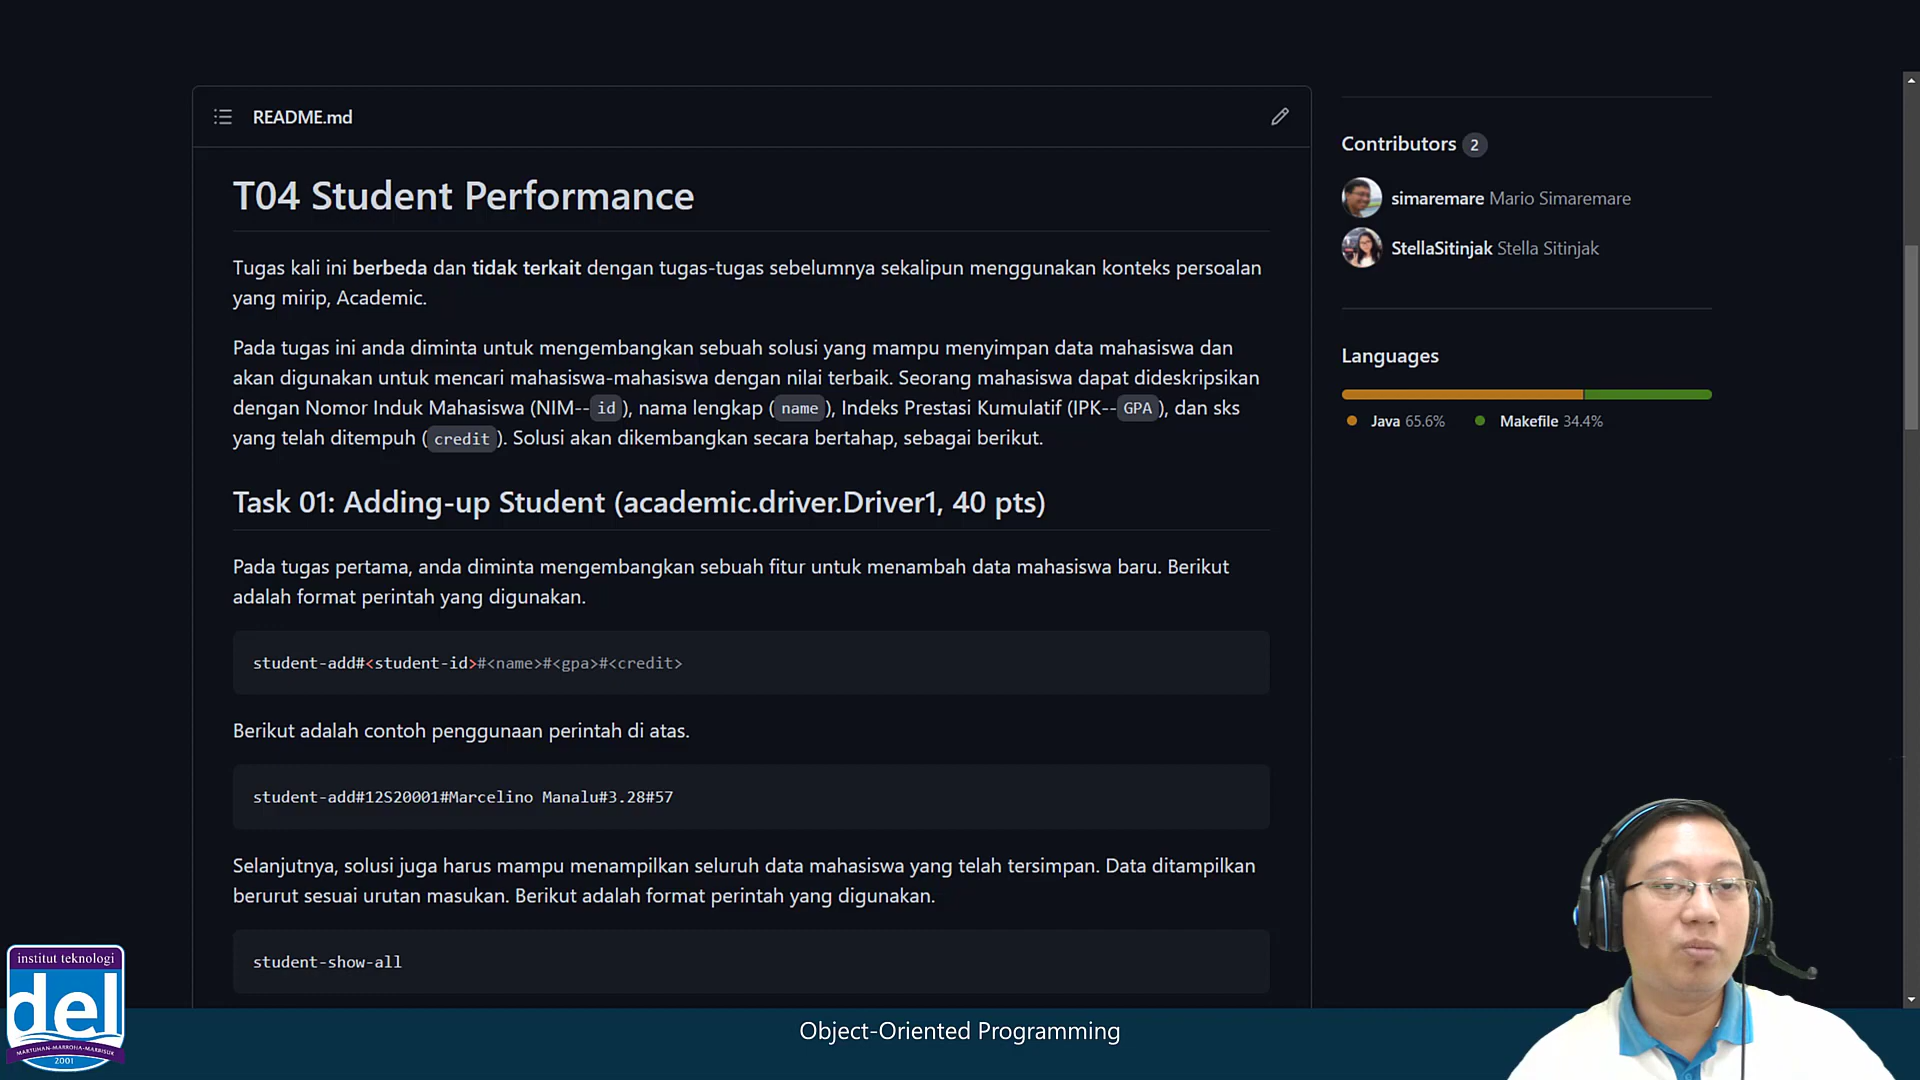 README.md
T04 Student Performance
Tugas kali ini berbeda dan tidak terkait dengan tugas-tugas sebelumnya sekalipun menggunakan konteks persoalan
yang mirip, Academic.
Pada tugas ini anda diminta untuk mengembangkan sebuah solusi yang mampu menyimpan data mahasiswa dan
akan digunakan untuk mencari mahasiswa-mahasiswa dengan nilai terbaik. Seorang mahasiswa dapat dideskripsikan
dengan Nomor Induk Mahasiswa (NIM--id), nama lengkap (name), Indeks Prestasi Kumulatif (IPK--GPA), dan sks
yang telah ditempuh (credit). Solusi akan dikembangkan secara bertahap, sebagai berikut.
Task 01: Adding-up Student (academic.driver.Driver1, 40 pts)
Pada tugas pertama, anda diminta mengembangkan sebuah fitur untuk menambah data mahasiswa baru. Berikut
adalah format perintah yang digunakan.
student-add#<student-id>#<name>#<gpa>#<credit>
Berikut adalah contoh penggunaan perintah di atas.
student-add#12S20001#Marcelino Manalu#3.28#57
Selanjutnya, solusi juga harus mampu menampilkan seluruh data mahasiswa yang telah tersimpan. Data ditampilkan
berurut sesuai urutan masukan. Berikut adalah format perintah yang digunakan.
student-show-all
Contributors 2
simaremare Mario Simaremare
StellaSitinjak Stella Sitinjak
Languages
Java 65.6% Makefile 34.4%
institut teknologi
del
MARTUHAN-MARROHA-MARBISUK
2001
Object-Oriented Programming